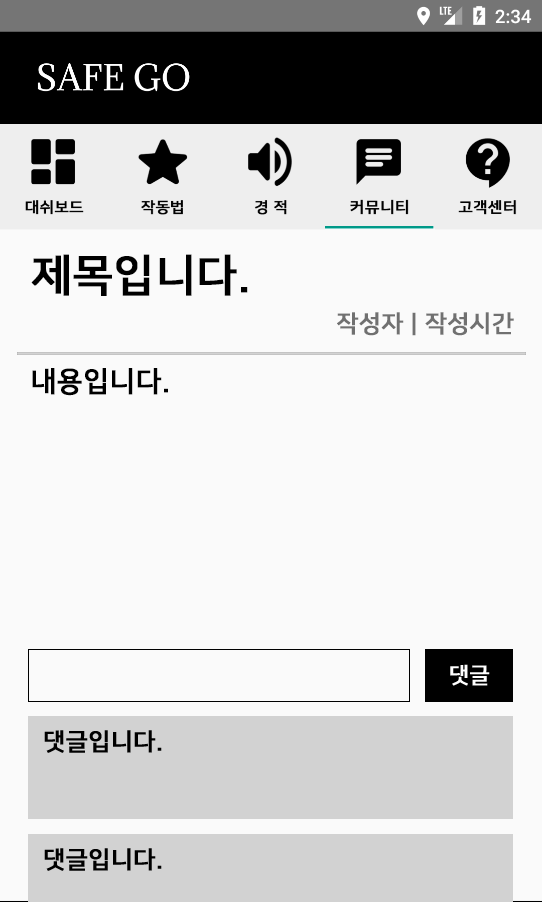 LTE 2:34
SAFE GO
대쉬보드 작동법 경 적 커뮤니티 고객센터
제목입니다.
작성자 | 작성시간
내용입니다.
댓글
댓글입니다.
댓글입니다.